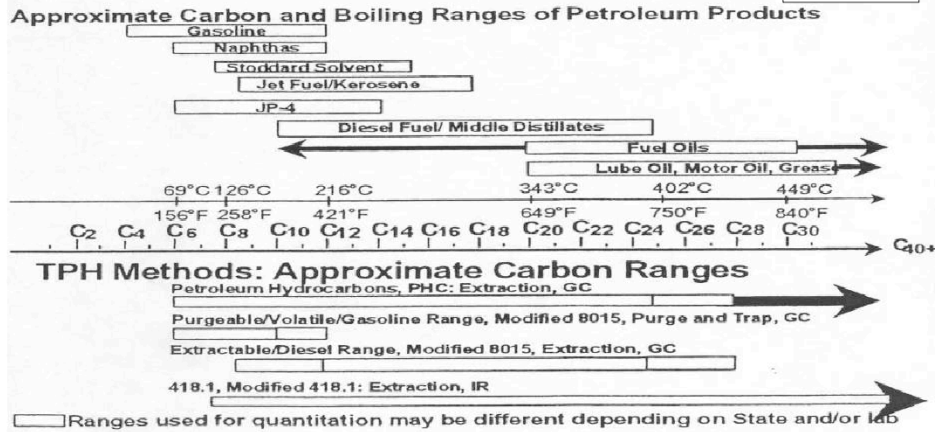 Approximate Carbon and Boiling Ranges of Petroleum Products
Gasoline
Naphthas
Stoddard Solvent
Jet Fuel/Kerosene
JP-4
Diesel Fuel/ Middle Distillates
Fuel Oils
Lube Oil, Motor Oil, Grease
69°C 126°C 216°C 343°C 402°C 449°C
156°F 258°F 421°F 649°F 750°F 840°F
C2 C4 C6 C8 C10 C12 C14 C16 C18 C20 C22 C24 C26 C28 C30 C40+
TPH Methods: Approximate Carbon Ranges
Petroleum Hydrocarbons, PHC: Extraction, GC
Purgeable/Volatile/Gasoline Range, Modified 8015, Purge and Trap, GC
Extractable/Diesel Range, Modified 8015, Extraction, GC
418.1, Modified 418.1: Extraction, IR
Ranges used for quantitation may be different depending on State and/or lab